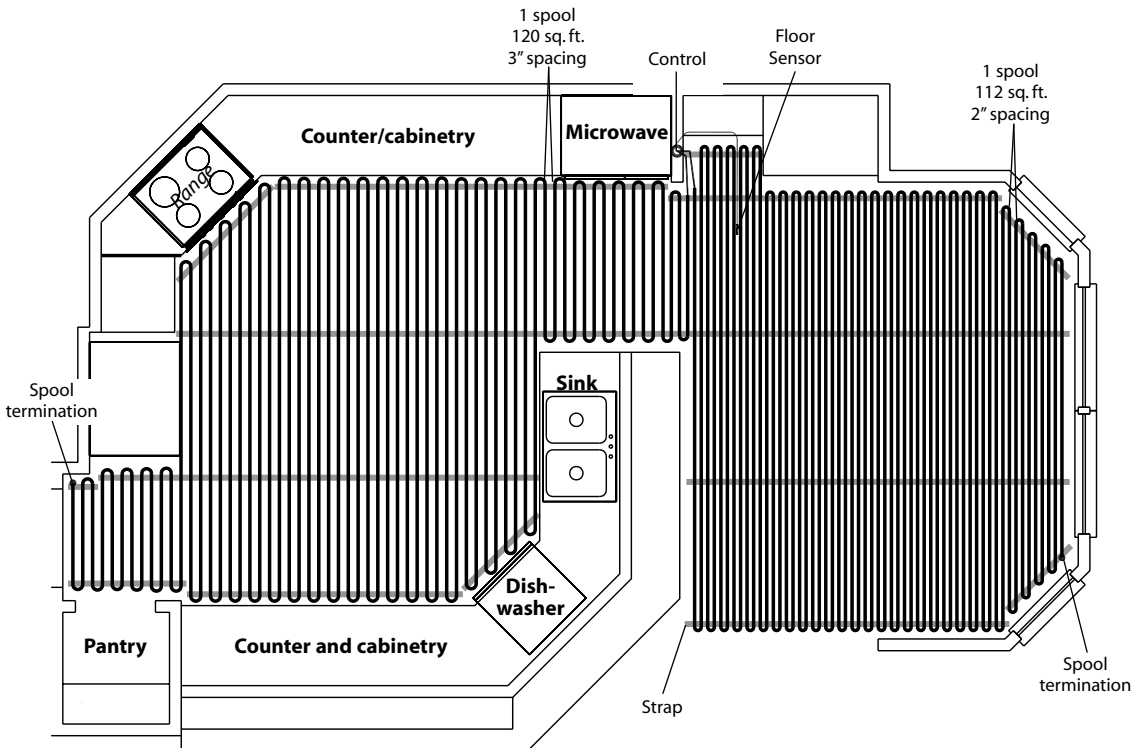 1 spool
120 sq. ft.
3” spacing
Control
Floor
Sensor
1 spool
112 sq. ft.
2” spacing
Counter/cabinetry
Microwave
Range
Spool
termination
Sink
Dish-
washer
Pantry
Counter and cabinetry
Strap
Spool
termination